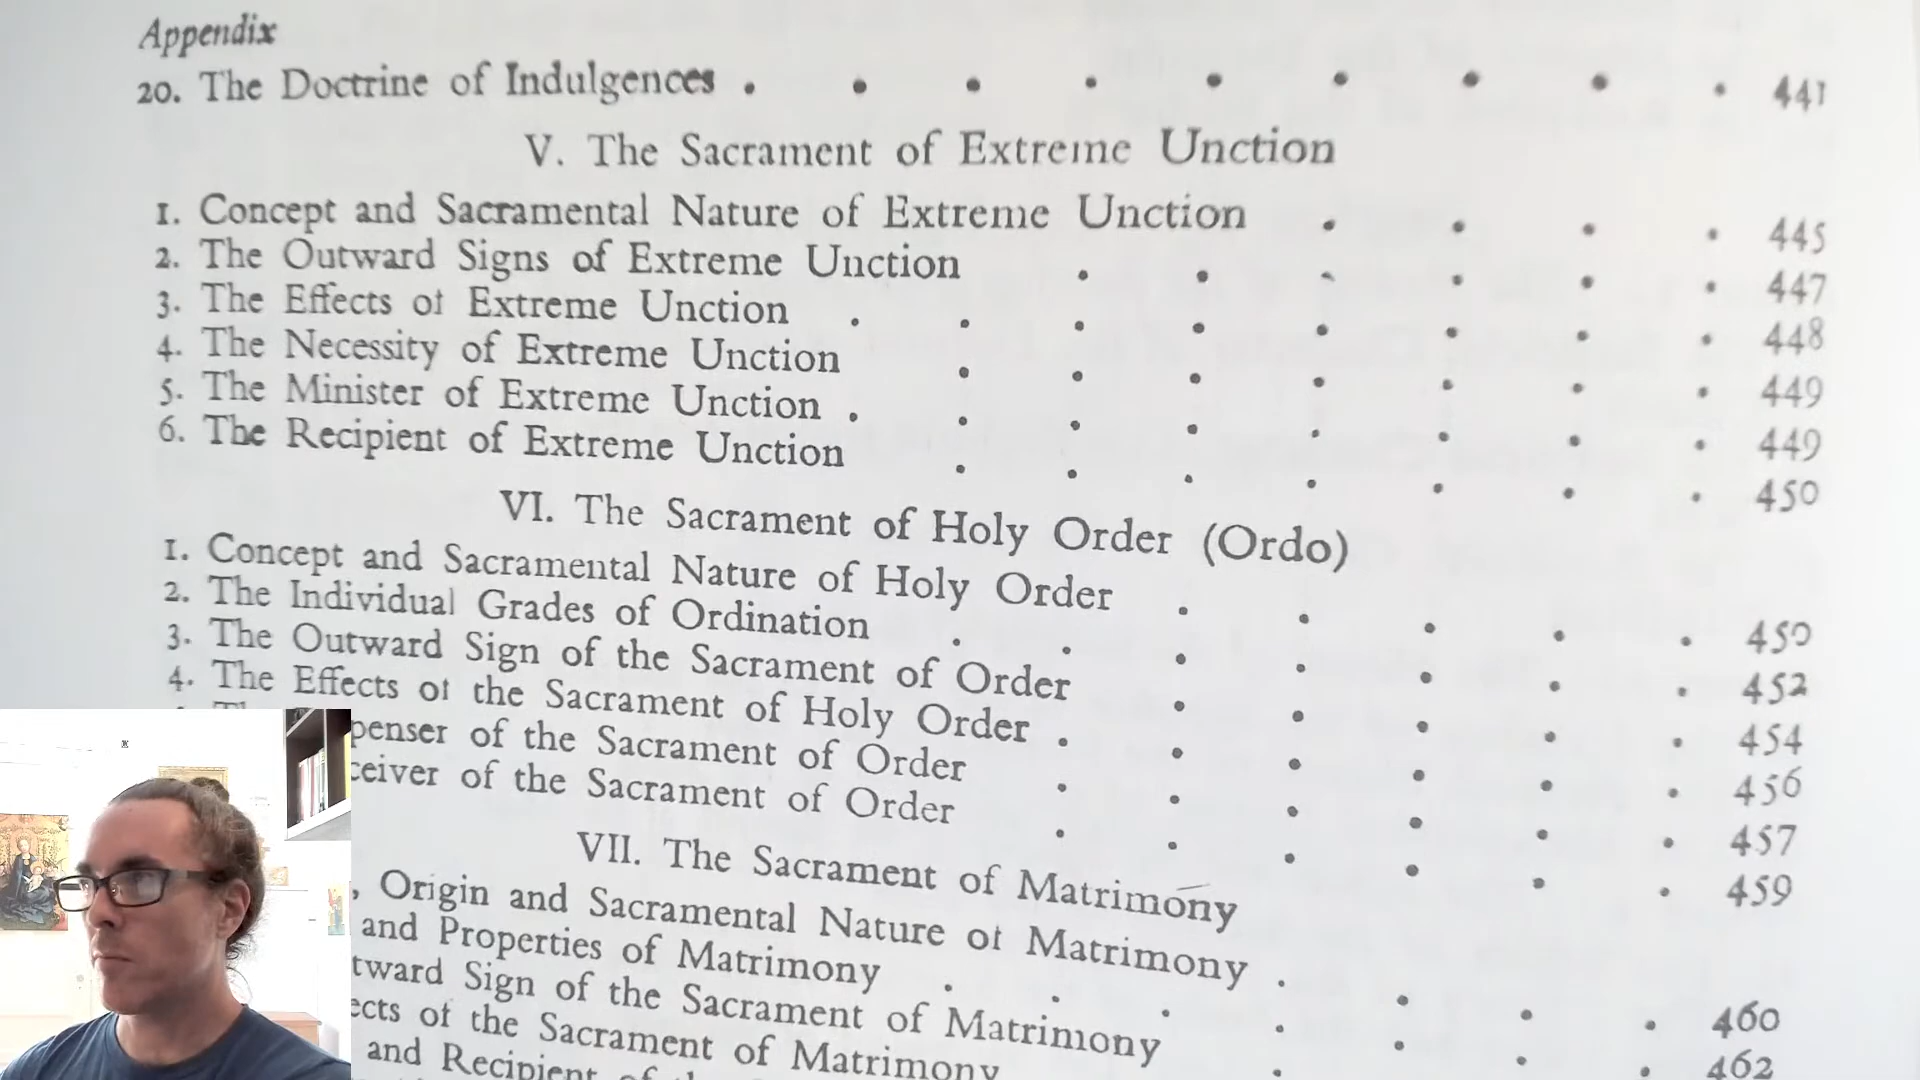 Appendix
20. The Doctrine of Indulgences . . . . . . . . . 441
V. The Sacrament of Extreme Unction
1. Concept and Sacramental Nature of Extreme Unction . . . . 445
2. The Outward Signs of Extreme Unction . . . . . . 447
3. The Effects of Extreme Unction . . . . . . . . 448
4. The Necessity of Extreme Unction . . . . . . . 449
5. The Minister of Extreme Unction . . . . . . . . 449
6. The Recipient of Extreme Unction . . . . . . . 450
VI. The Sacrament of Holy Order (Ordo)
1. Concept and Sacramental Nature of Holy Order . . . . . 450
2. The Individual Grades of Ordination . . . . . . . 452
3. The Outward Sign of the Sacrament of Order . . . . . 454
4. The Effects of the Sacrament of Holy Order . . . . . . 456
penser of the Sacrament of Order . . . . . . 457
ceiver of the Sacrament of Order . . . . . . 459
VII. The Sacrament of Matrimony
, Origin and Sacramental Nature of Matrimony . . . . 460
and Properties of Matrimony . . . . . . . 462
tward Sign of the Sacrament of Matrimony
ects of the Sacrament of Matrimony
and Recipient of